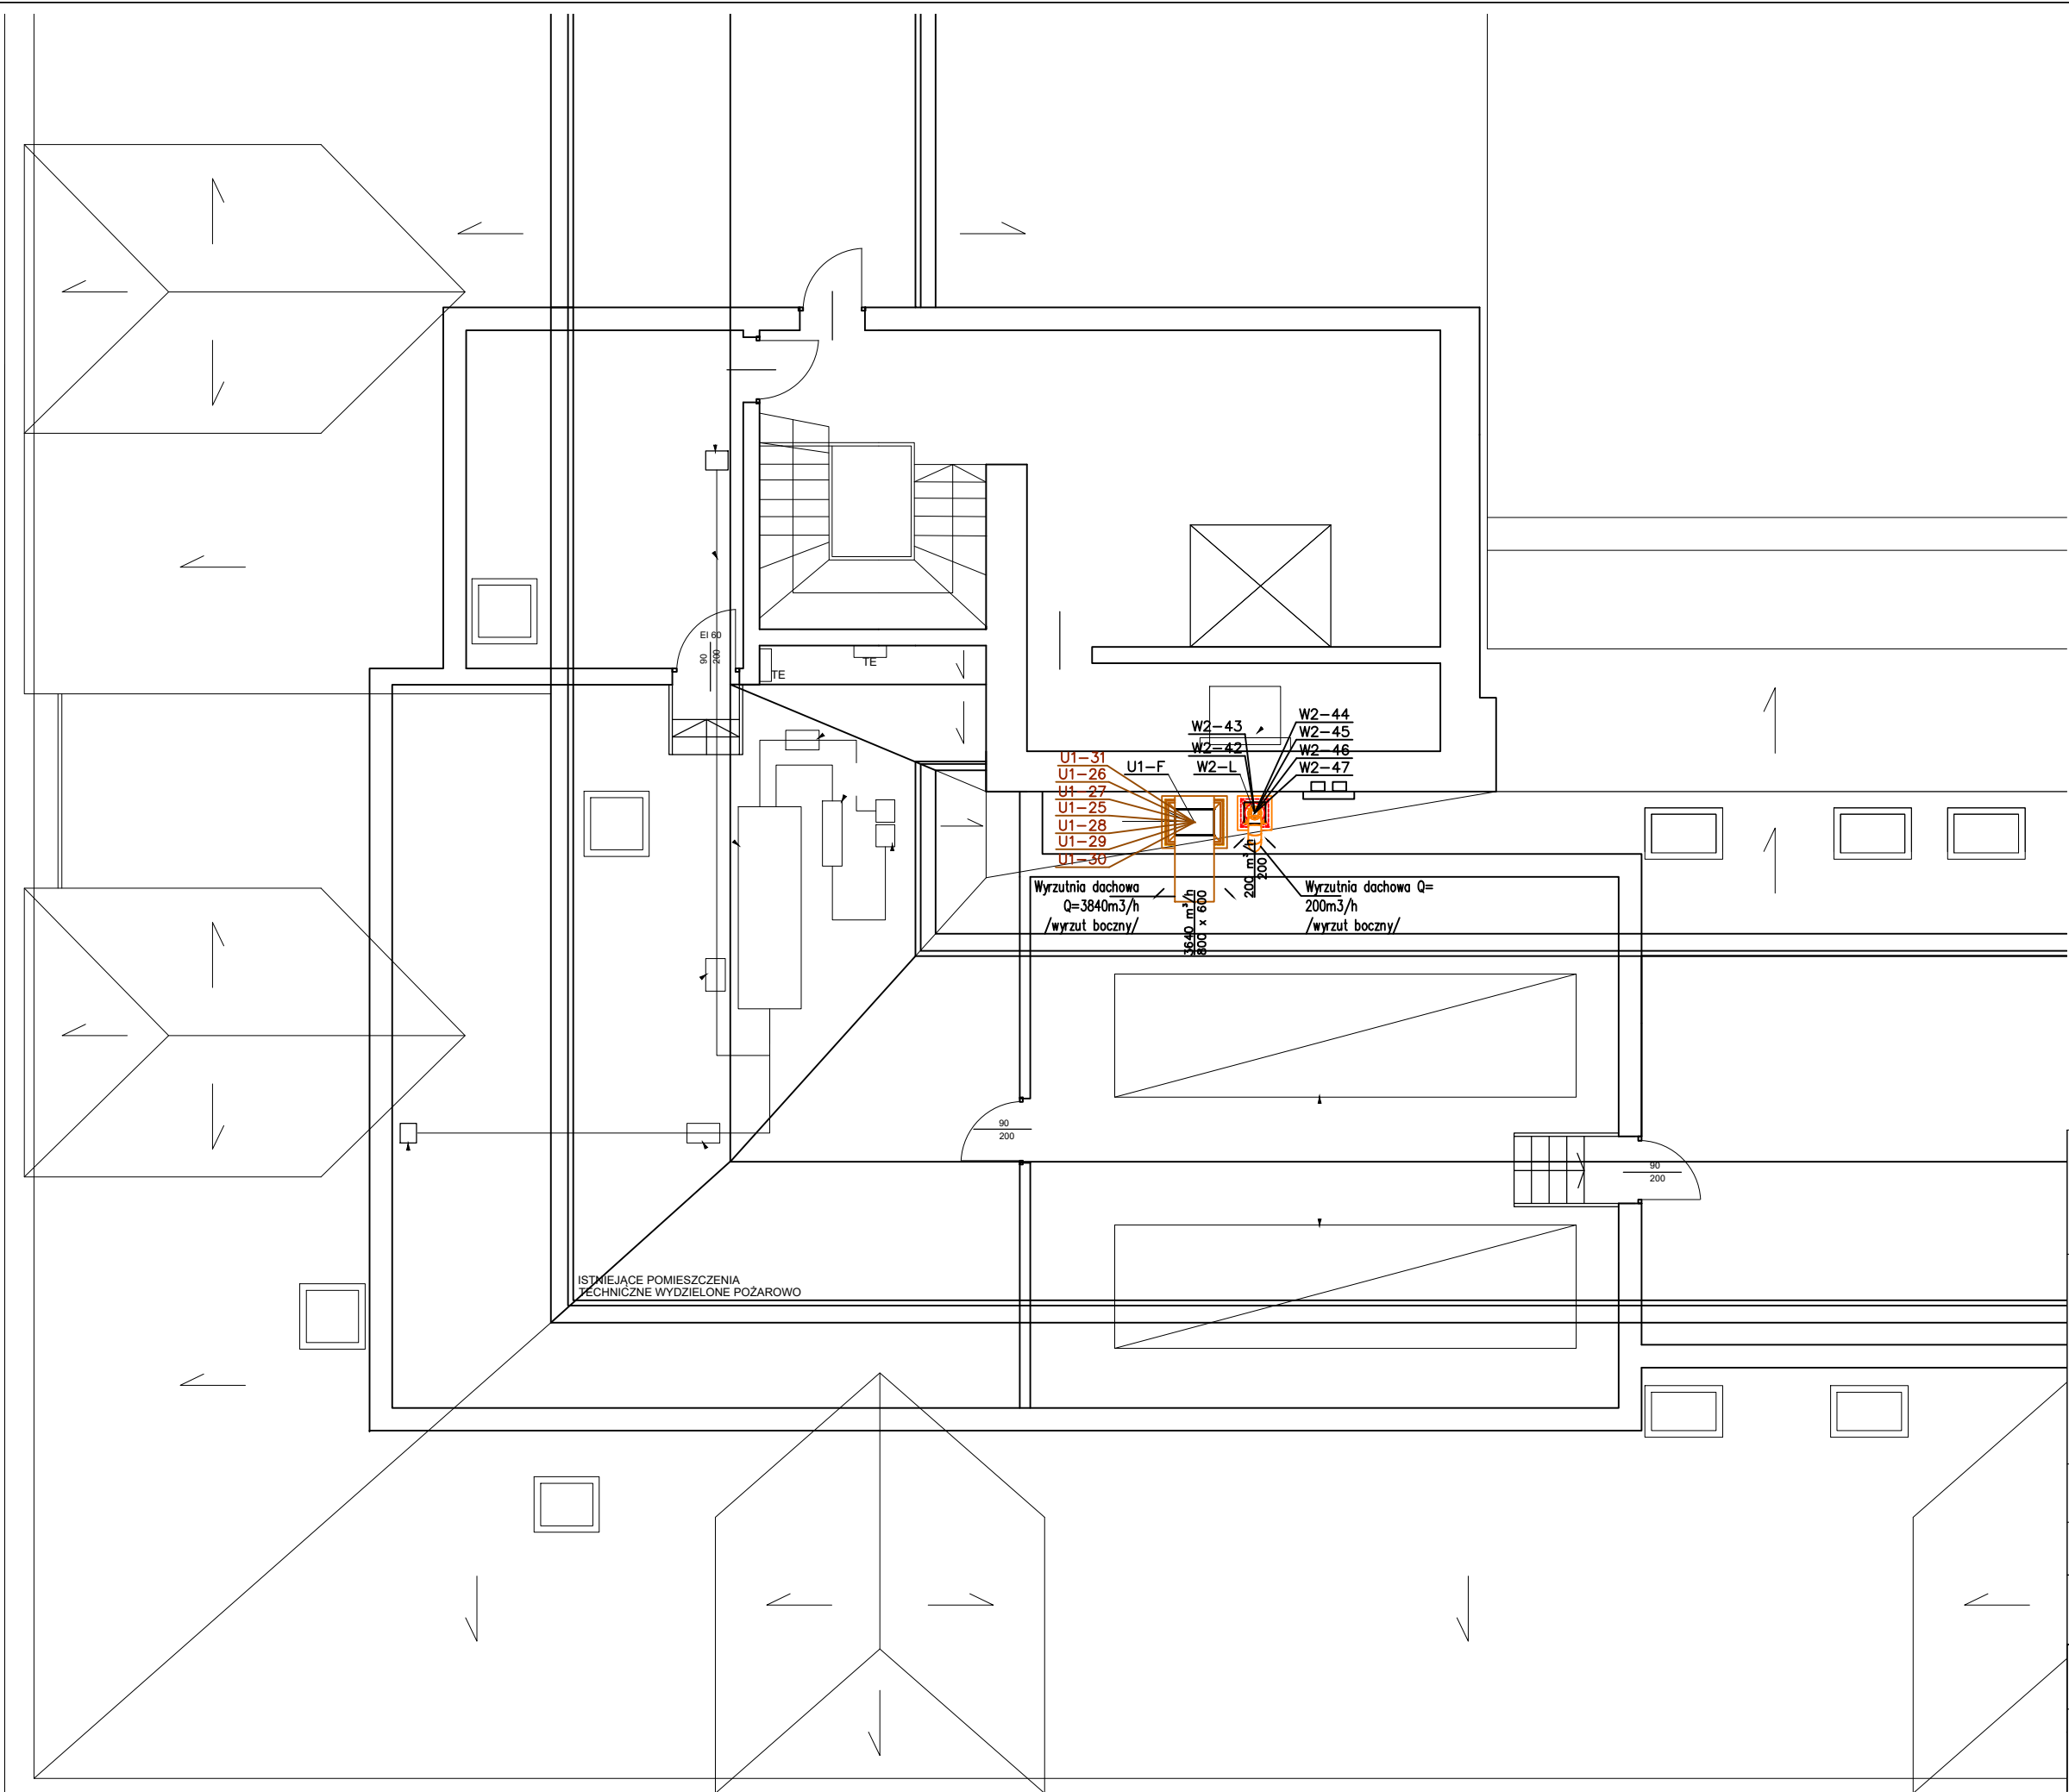 EI 60
90
200
TE
TE
W2-43
W2-42
W2-L
W2-44
W2-45
W2-46
W2-47
U1-31
U1-26
U1-27
U1-25
U1-28
U1-29
U1-30
U1-F
Wyrzutnia dachowa
Q=3840m3/h
/wyrzut boczny/
3640 m³/h
800 x 600
200 m³/h
200
Wyrzutnia dachowa Q=
200m3/h
/wyrzut boczny/
90
200
90
200
ISTNIEJĄCE POMIESZCZENIA
TECHNICZNE WYDZIELONE POŻAROWO